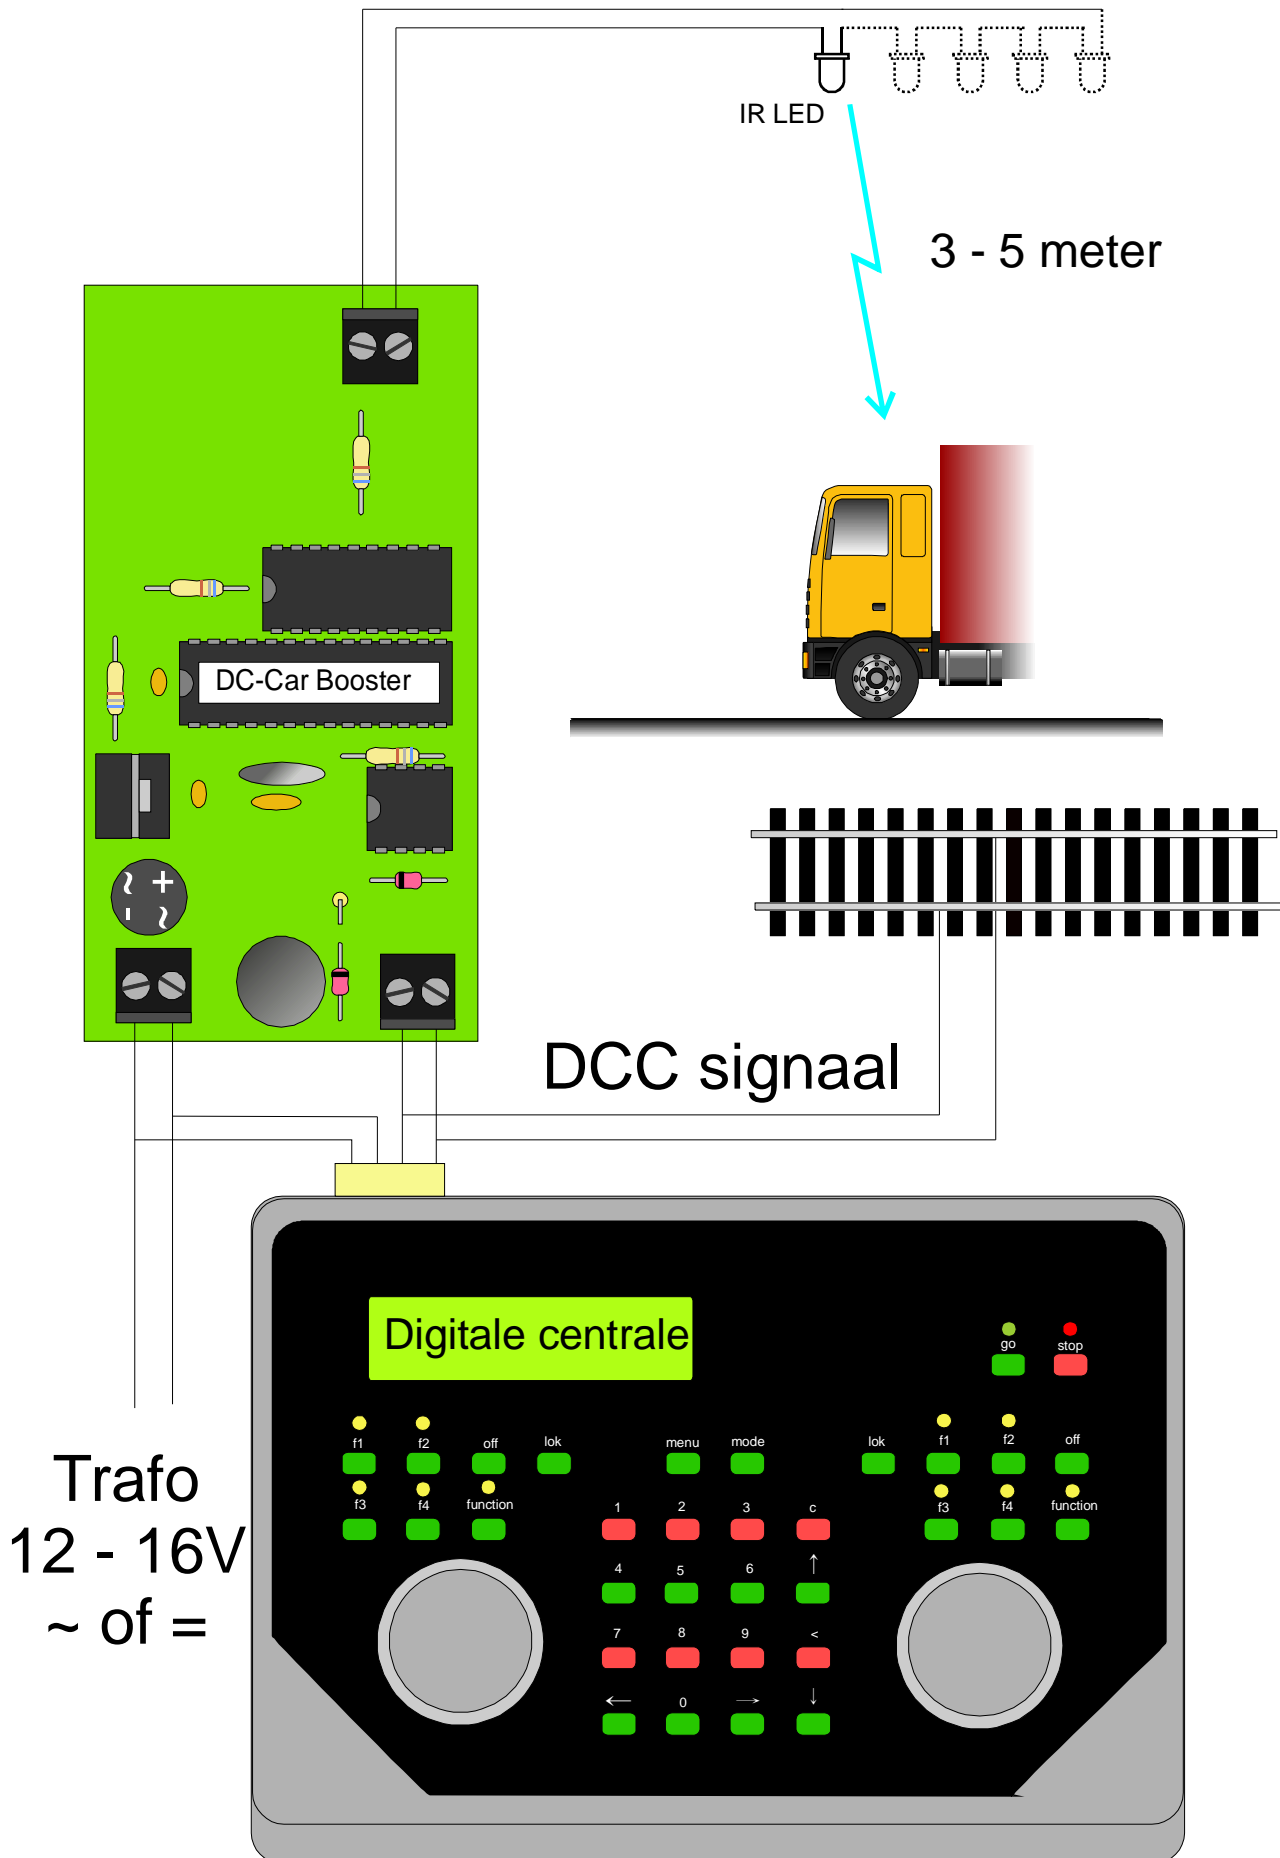 IR LED
3 - 5 meter
DC-Car Booster
~ +
- ~
DCC signaal
Digitale centrale
go stop
f1 f2 off lok menu mode lok f1 f2 off
f3 f4 function 1 2 3 c f3 f4 function
4 5 6 ↑
7 8 9 <
← 0 → ↓
Trafo
12 - 16V
~ of =